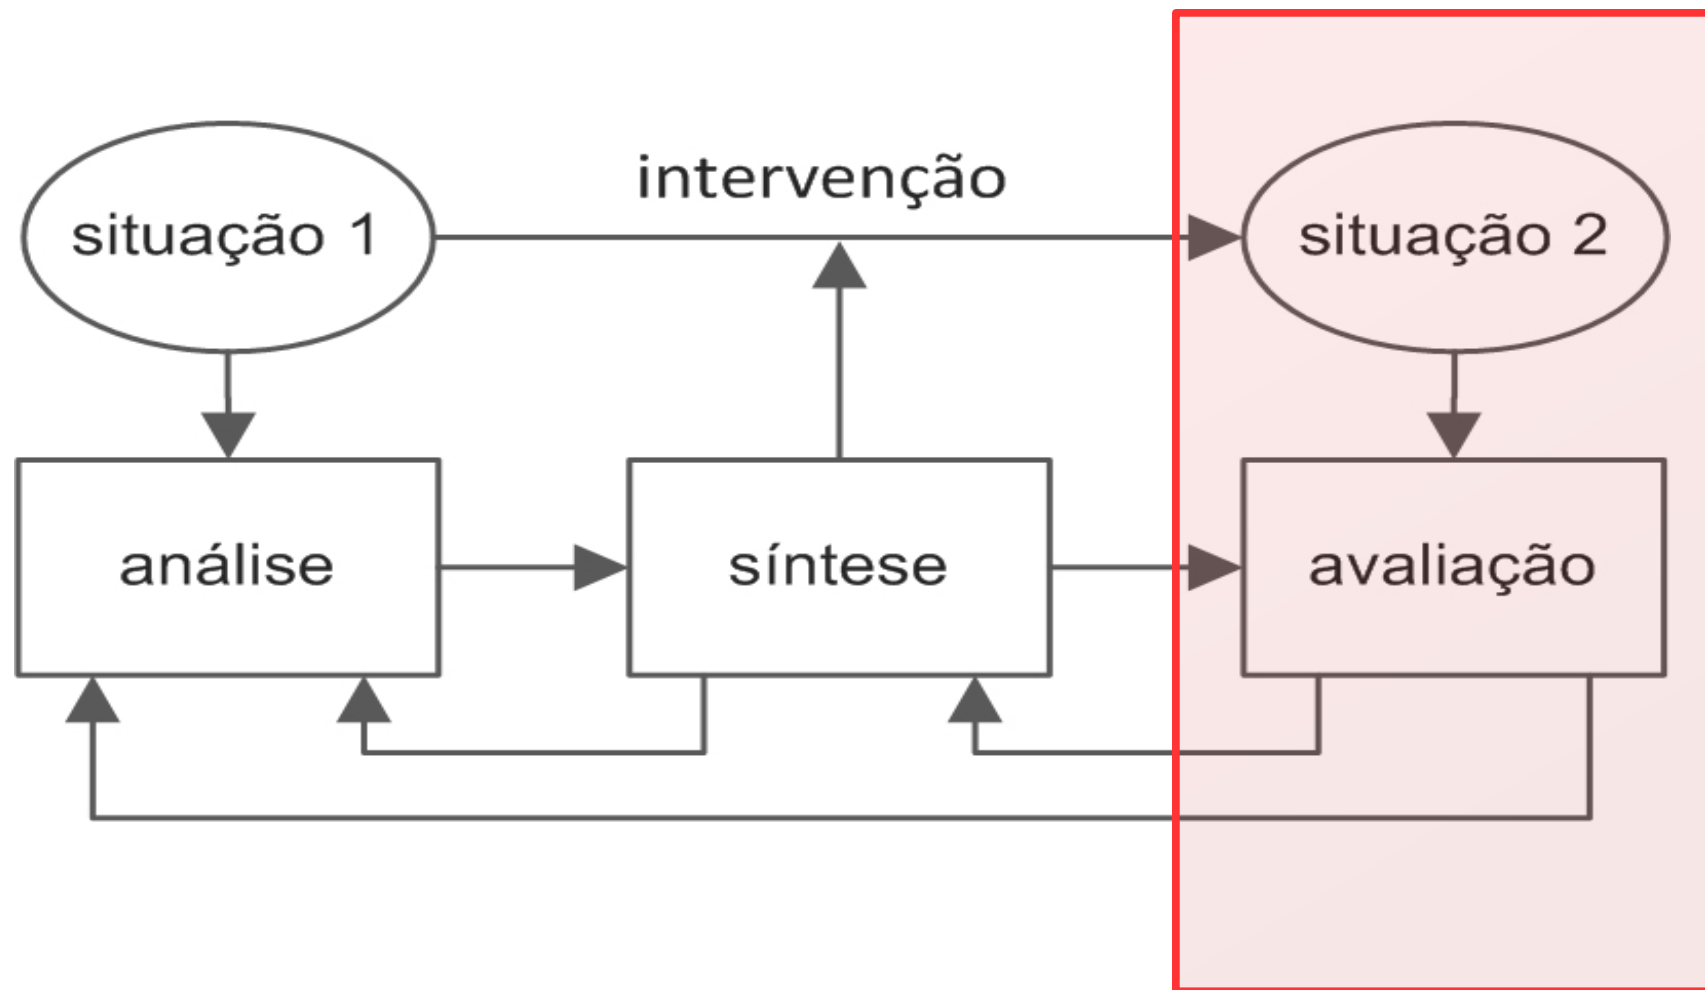 intervenção
situação 1
situação 2
análise
síntese
avaliação